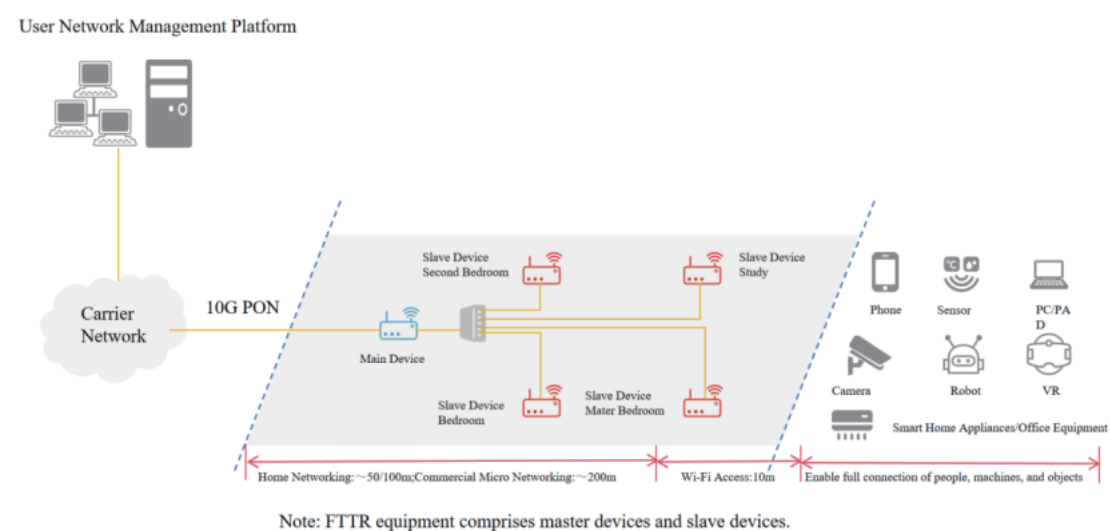 User Network Management Platform
Carrier
Network
10G PON
Main Device
Slave Device
Second Bedroom
Slave Device
Study
Slave Device
Bedroom
Slave Device
Mater Bedroom
Phone
Sensor
PC/PA
D
Camera
Robot
VR
Smart Home Appliances/Office Equipment
Home Networking:~50/100m;Commercial Micro Networking:~200m
Wi-Fi Access:10m
Enable full connection of people, machines, and objects
Note: FTTR equipment comprises master devices and slave devices.